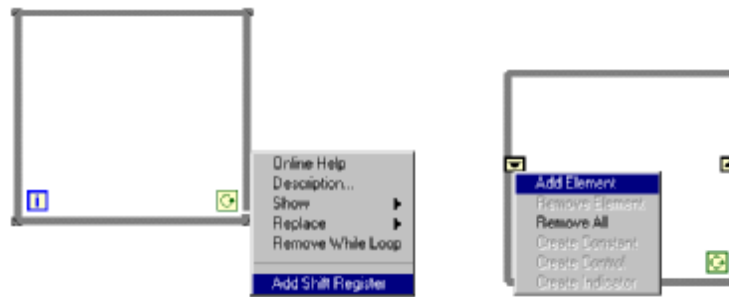 i
Online Help
Description...
Show
Replace
Remove While Loop
Add Shift Register
Add Element
Remove Element
Remove All
Create Constant
Create Control
Create Indicator